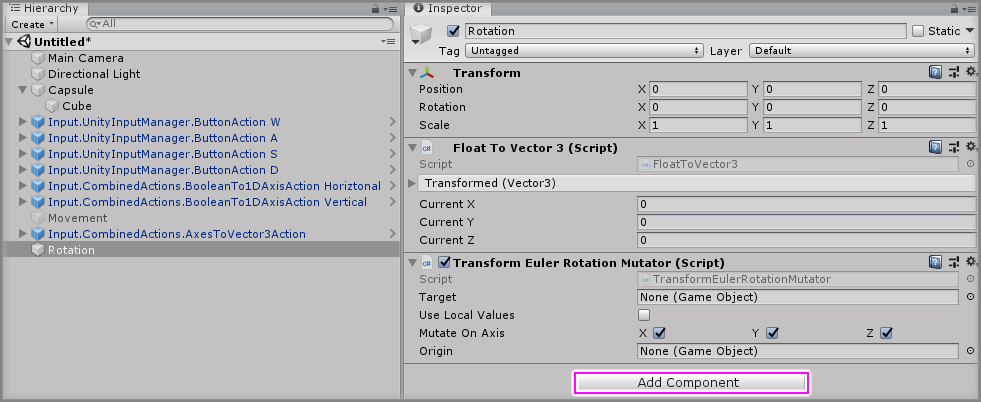 Hierarchy
Create
All
Untitled*
Main Camera
Directional Light
Capsule
Cube
Input.UnityInputManager.ButtonAction W
Input.UnityInputManager.ButtonAction A
Input.UnityInputManager.ButtonAction S
Input.UnityInputManager.ButtonAction D
Input.CombinedActions.BooleanTo1DAxisAction Horiztonal
Input.CombinedActions.BooleanTo1DAxisAction Vertical
Movement
Input.CombinedActions.AxesToVector3Action
Rotation
Inspector
Rotation
Static
Tag Untagged Layer Default
Transform
Position X 0 Y 0 Z 0
Rotation X 0 Y 0 Z 0
Scale X 1 Y 1 Z 1
C# Float To Vector 3 (Script)
Script FloatToVector3
Transformed (Vector3)
Current X 0
Current Y 0
Current Z 0
C# Transform Euler Rotation Mutator (Script)
Script TransformEulerRotationMutator
Target None (Game Object)
Use Local Values
Mutate On Axis X Y Z
Origin None (Game Object)
Add Component